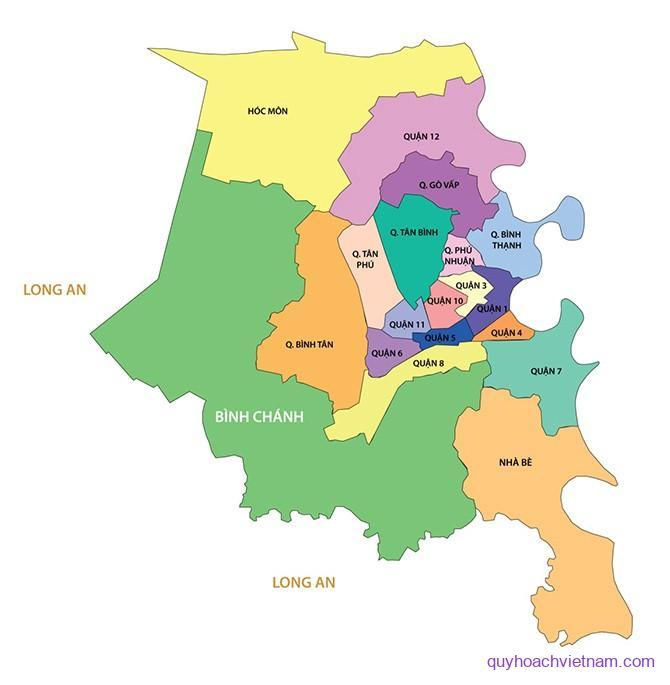 HÓC MÔN
QUẬN 12
Q. GÒ VẤP
Q. TÂN BÌNH
Q. BÌNH
THẠNH
Q. TÂN
PHÚ
Q. PHÚ
NHUẬN
LONG AN
QUẬN 3
QUẬN 10
QUẬN 1
QUẬN 11
QUẬN 4
QUẬN 5
Q. BÌNH TÂN
QUẬN 6
QUẬN 8
QUẬN 7
BÌNH CHÁNH
NHÀ BÈ
LONG AN
quyhoachvietnam.com